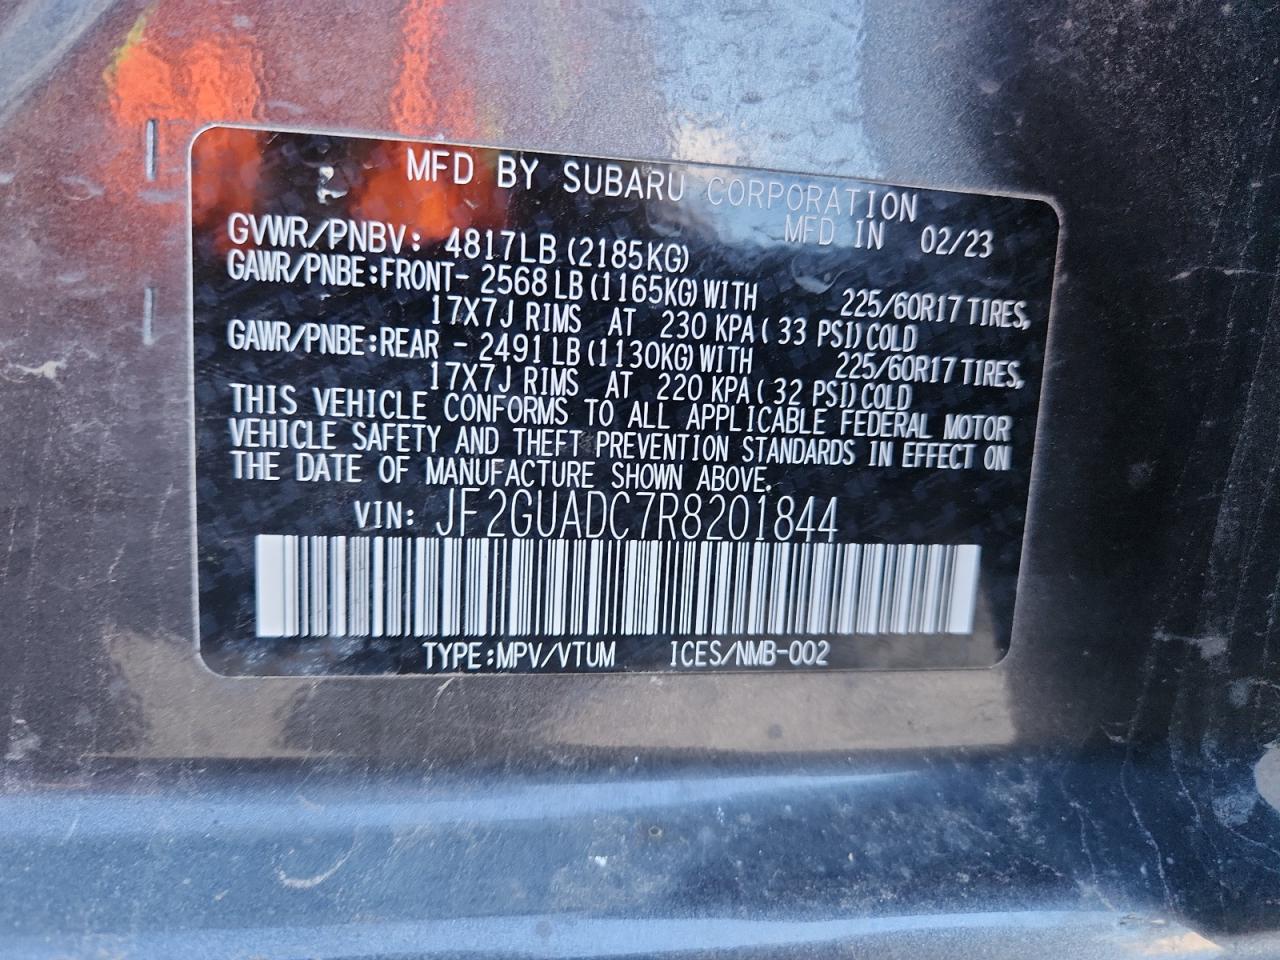 MFD BY SUBARU CORPORATION
MFD IN 02/23
GVWR/PNBV: 4817LB (2185KG)
GAWR/PNBE:FRONT- 2568 LB (1165KG) WITH 225/60R17 TIRES,
17X7J RIMS AT 230 KPA ( 33 PSI) COLD
GAWR/PNBE:REAR - 2491 LB (1130KG) WITH 225/60R17 TIRES,
17X7J RIMS AT 220 KPA ( 32 PSI) COLD
THIS VEHICLE CONFORMS TO ALL APPLICABLE FEDERAL MOTOR
VEHICLE SAFETY AND THEFT PREVENTION STANDARDS IN EFFECT ON
THE DATE OF MANUFACTURE SHOWN ABOVE.
VIN: JF2GUADC7R8201844
TYPE:MPV/VTUM ICES/NMB-002